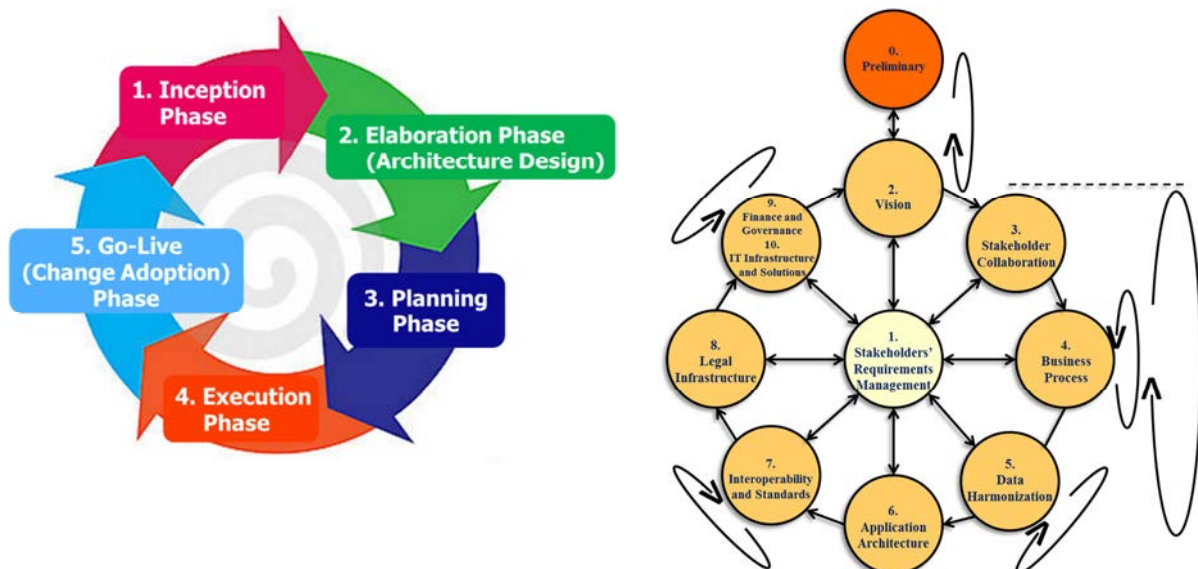 1. Inception
Phase
2. Elaboration Phase
(Architecture Design)
3. Planning
Phase
4. Execution
Phase
5. Go-Live
(Change Adoption)
Phase
0.
Preliminary
1.
Stakeholders’
Requirements
Management
2.
Vision
3.
Stakeholder
Collaboration
4.
Business
Process
5.
Data
Harmonization
6.
Application
Architecture
7.
Interoperability
and Standards
8.
Legal
Infrastructure
9.
Finance and
Governance
10.
IT Infrastructure
and Solutions